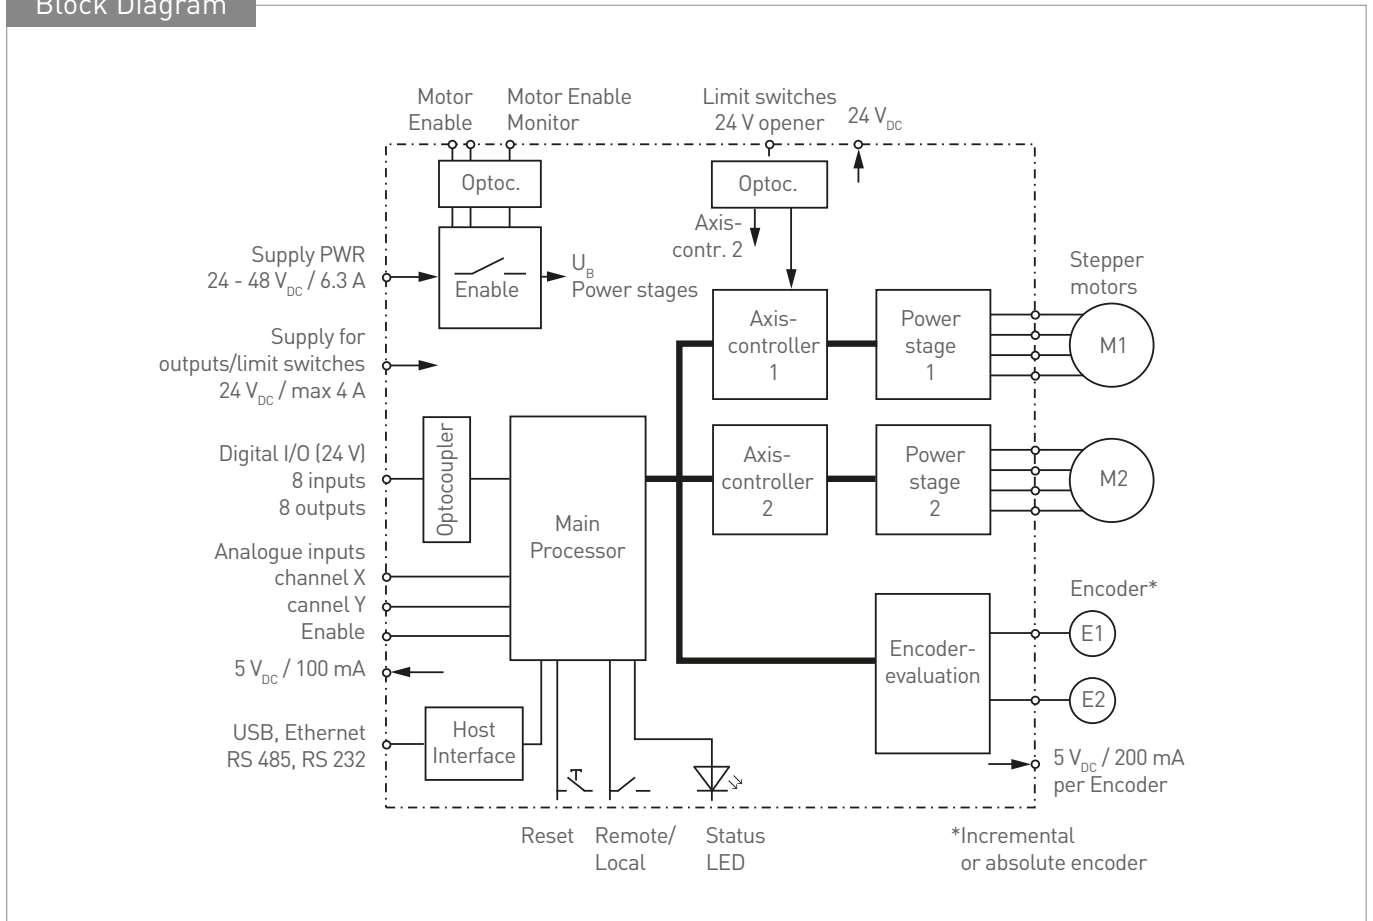 Block Diagram
Motor
Enable
Motor Enable
Monitor
Limit switches
24 V opener
24 VDC
Optoc.
Optoc.
Axis-
contr. 2
Supply PWR
24 - 48 VDC / 6.3 A
Enable
UB
Power stages
Stepper
motors
Axis-
controller
1
Power
stage
1
M1
Supply for
outputs/limit switches
24 VDC / max 4 A
Digital I/O (24 V)
8 inputs
8 outputs
Optocoupler
Main
Processor
Axis-
controller
2
Power
stage
2
M2
Analogue inputs
channel X
cannel Y
Enable
5 VDC / 100 mA
Encoder*
E1
Encoder-
evaluation
E2
USB, Ethernet
RS 485, RS 232
Host
Interface
5 VDC / 200 mA
per Encoder
Reset
Remote/
Local
Status
LED
*Incremental
or absolute encoder